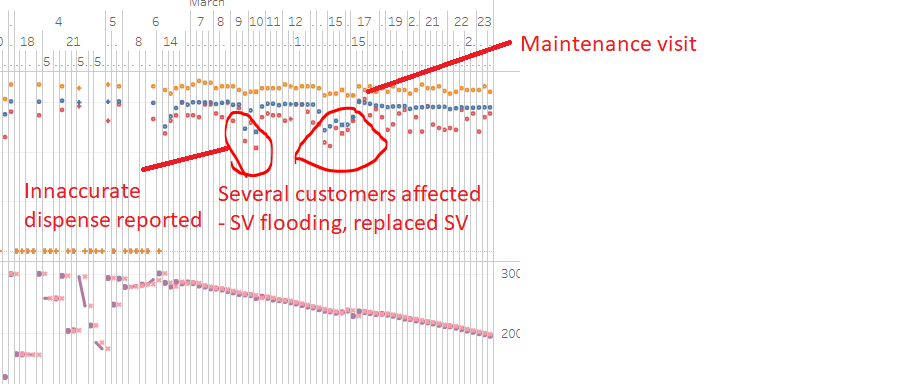 March
4 5 6 7 8 9 10 11 12 15 17 19 2. 21 22 23
0 18 21 8 14 1. 15 2.
5 5 5
Maintenance visit
Innaccurate
dispense reported
Several customers affected
- SV flooding, replaced SV
300
200